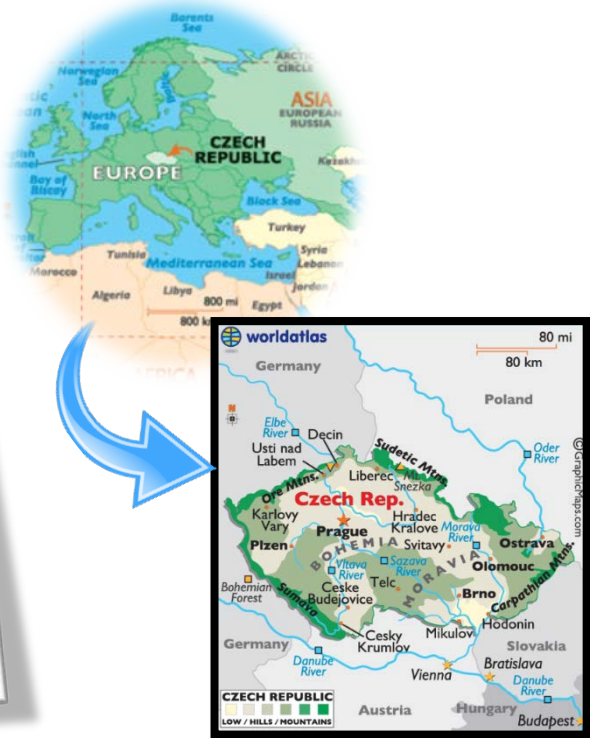 Barents
Sea
ARCTIC
CIRCLE
Norwegian
Sea
ASIA
EUROPEAN
RUSSIA
Baltic
North
Sea
CZECH
REPUBLIC
EUROPE
Bay of
Biscay
Black Sea
Turkey
Syria
Tunisia
Mediterranean Sea
Israel
Morocco
Jordan
Algeria
Libya
Egypt
800 mi
worldatlas
80 mi
80 km
Germany
Poland
N
Elbe
River
Decin
Usti nad
Labem
Sudetic Mtns.
Oder
River
©GraphicMaps.com
Ore Mtns.
Liberec
Mt.
Snezka
Czech Rep.
Karlovy
Vary
Prague
Hradec
Kralove
Morava
River
Plzen
BOHEMIA
Svitavy
Ostrava
Vltava
River
Sazava
River
MORAVIA
Olomouc
Bohemian
Forest
Telc
Ceske
Budejovice
Brno
Carpathian Mtns.
Sumava
Hodonin
Mikulov
Cesky
Krumlov
Germany
Slovakia
Danube
River
Vienna
Bratislava
Danube
River
CZECH REPUBLIC
LOW / HILLS / MOUNTAINS
Austria
Hungary
Budapest